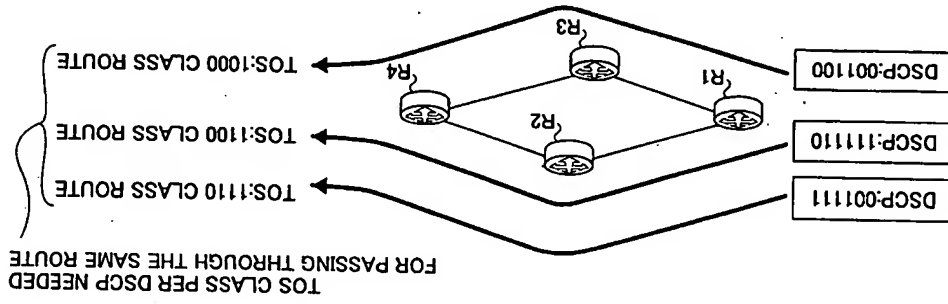 TOS CLASS PER DSCP NEEDED
FOR PASSING THROUGH THE SAME ROUTE
DSCP:001111
TOS:1110 CLASS ROUTE
DSCP:111110
TOS:1100 CLASS ROUTE
R2
R1
R4
DSCP:001100
TOS:1000 CLASS ROUTE
R3